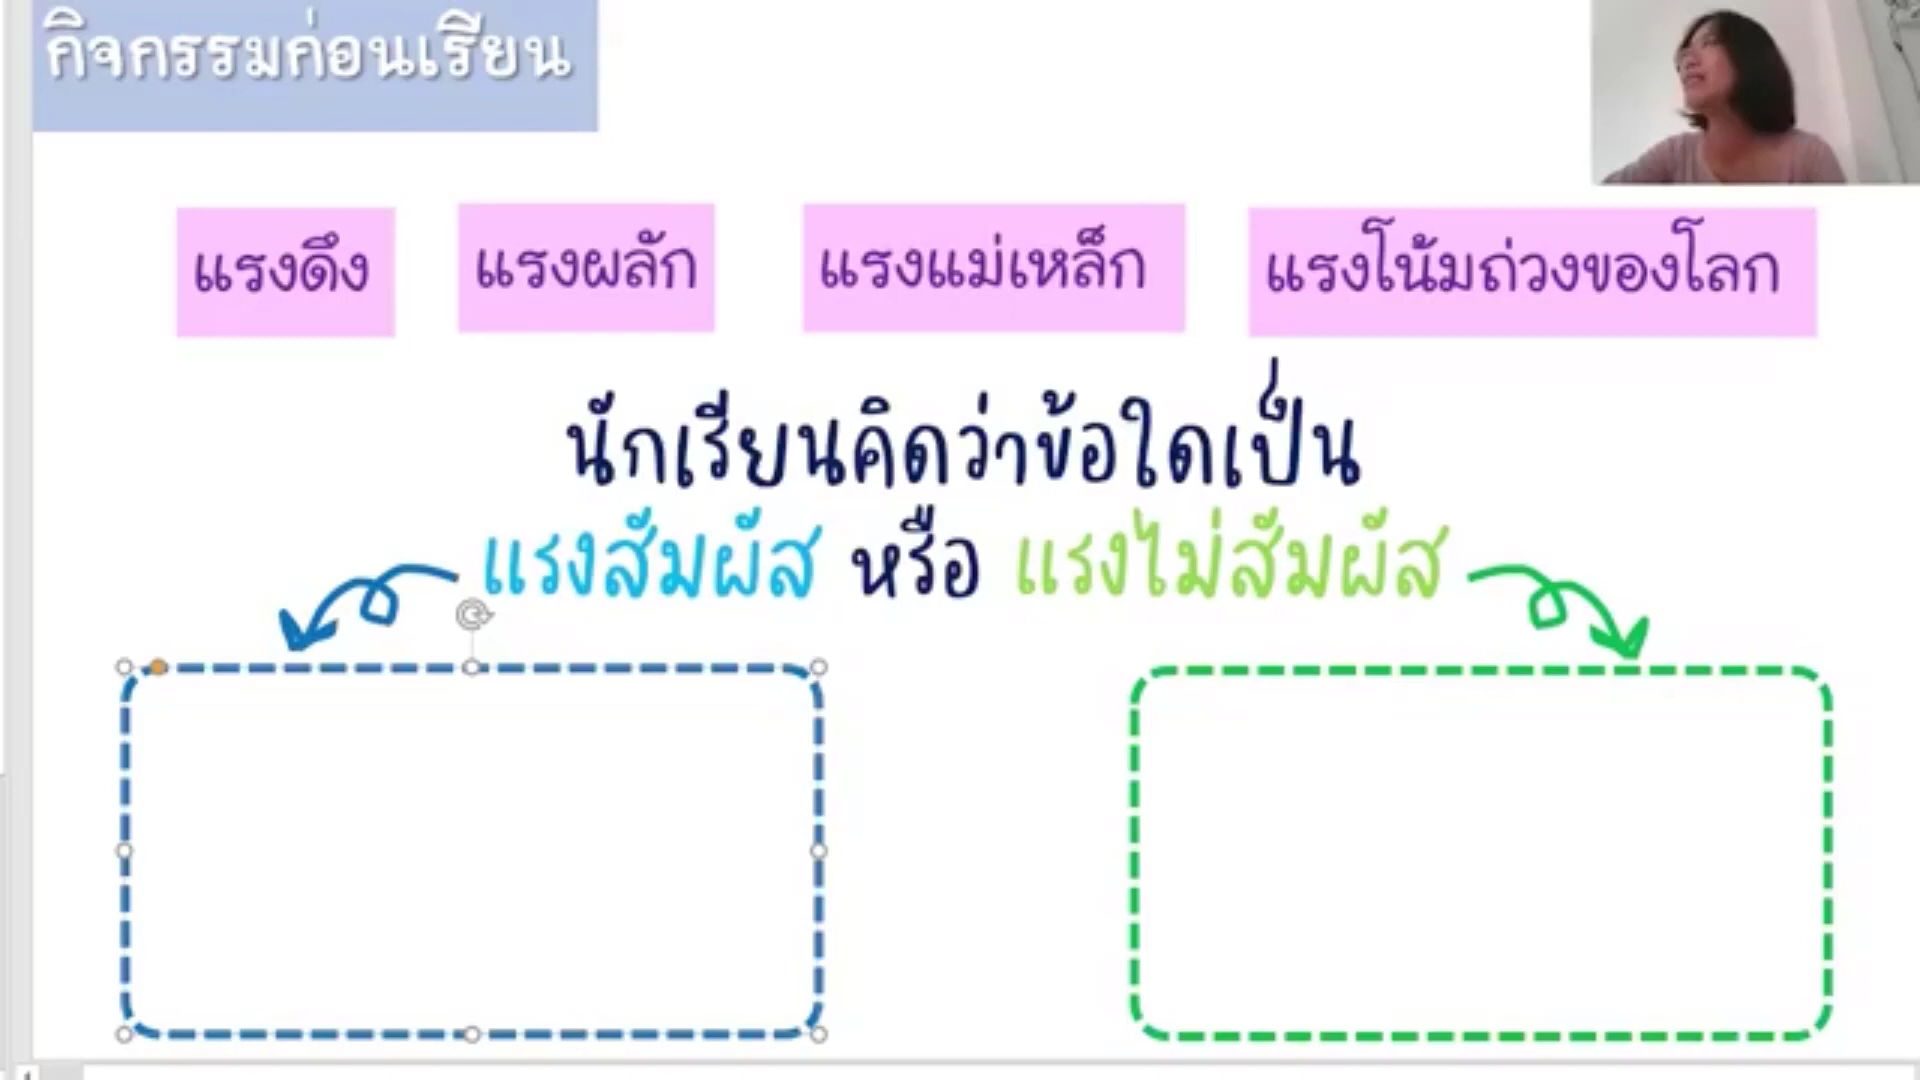 กิจกรรมก่อนเรียน
แรงดึง แรงผลัก แรงแม่เหล็ก แรงโน้มถ่วงของโลก
นักเรียนคิดว่าข้อใดเป็น
แรงสัมผัส หรือ แรงไม่สัมผัส